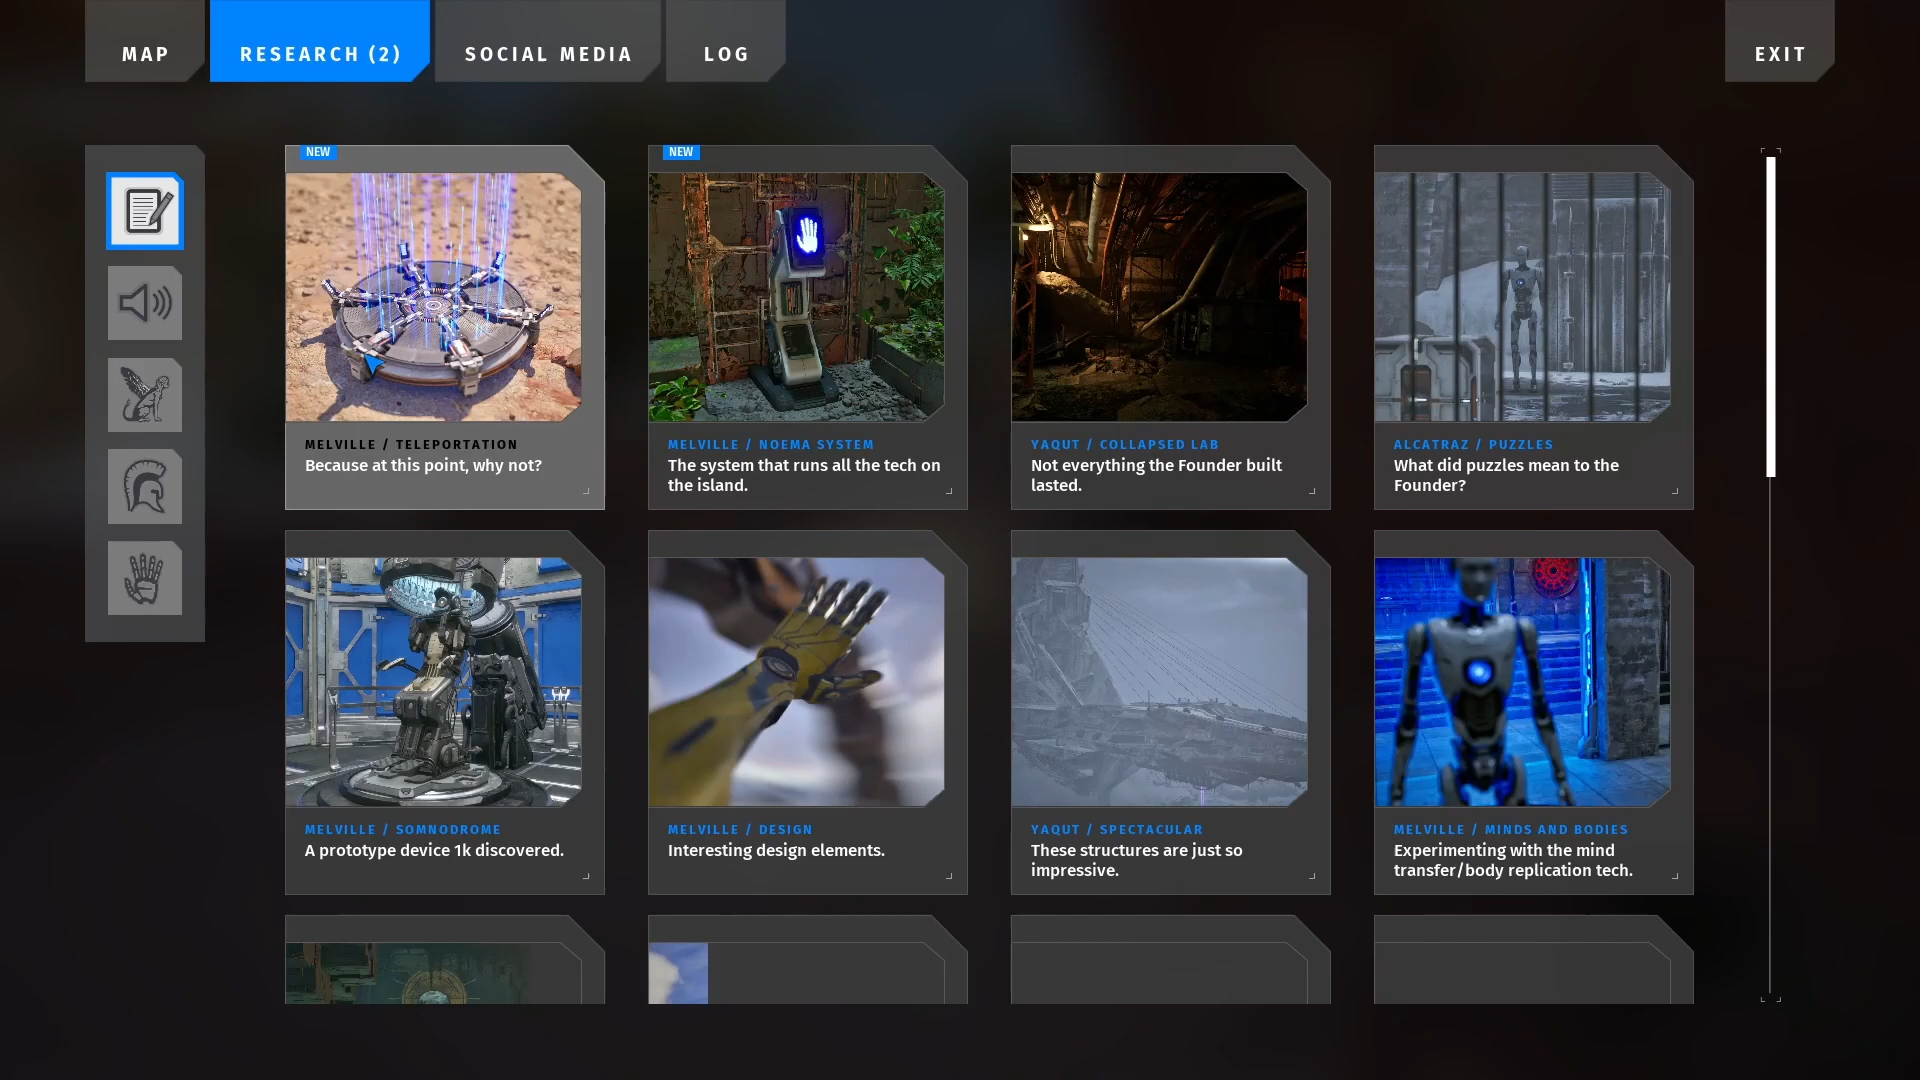 MAP
RESEARCH (2)
SOCIAL MEDIA
LOG
EXIT
NEW
MELVILLE / TELEPORTATION
Because at this point, why not?
NEW
MELVILLE / NOEMA SYSTEM
The system that runs all the tech on
the island.
YAQUT / COLLAPSED LAB
Not everything the Founder built
lasted.
ALCATRAZ / PUZZLES
What did puzzles mean to the
Founder?
MELVILLE / SOMNODROME
A prototype device 1k discovered.
MELVILLE / DESIGN
Interesting design elements.
YAQUT / SPECTACULAR
These structures are just so
impressive.
MELVILLE / MINDS AND BODIES
Experimenting with the mind
transfer/body replication tech.